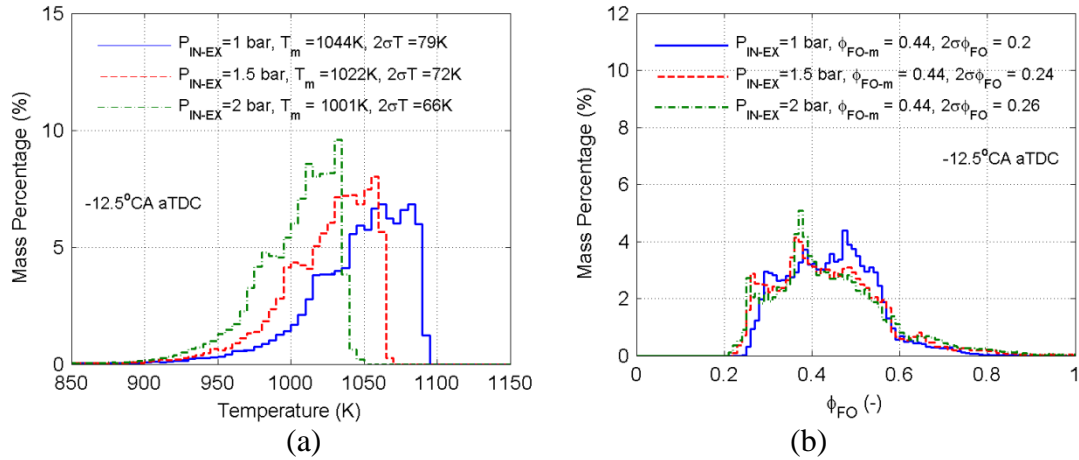 15
10
5
0
Mass Percentage (%)
P_IN-EX=1 bar, T_m=1044K, 2σT =79K
P_IN-EX=1.5 bar, T_m=1022K, 2σT =72K
P_IN-EX=2 bar, T_m = 1001K, 2σT =66K
-12.5°CA aTDC
850 900 950 1000 1050 1100 1150
Temperature (K)
(a)
12
10
8
6
4
2
0
Mass Percentage (%)
P_IN-EX=1 bar, ϕ_FO-m = 0.44, 2σϕ_FO = 0.2
P_IN-EX=1.5 bar, ϕ_FO-m = 0.44, 2σϕ_FO = 0.24
P_IN-EX=2 bar, ϕ_FO-m = 0.44, 2σϕ_FO = 0.26
-12.5°CA aTDC
0 0.2 0.4 0.6 0.8 1
ϕ_FO (-)
(b)